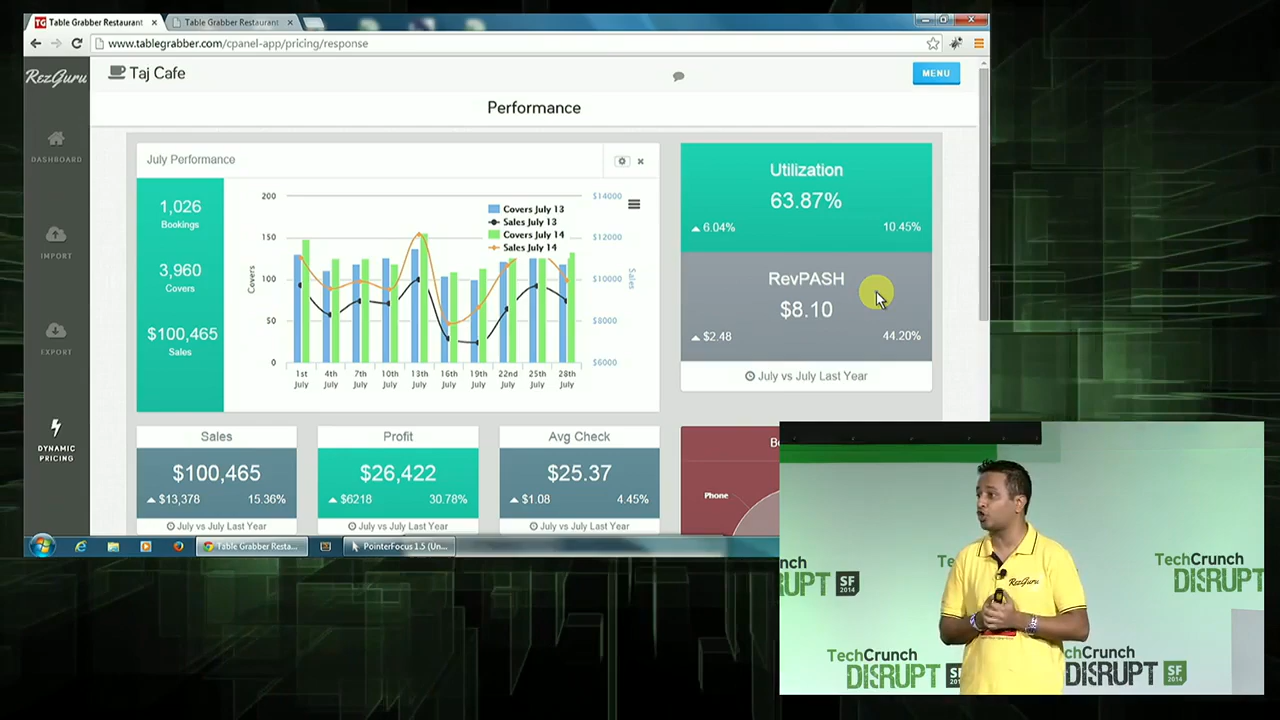 Table Grabber Restaurant
Table Grabber Restaurant
www.tablegrabber.com/cpanel-app/pricing/response
RezGuru
Taj Cafe
MENU
Performance
DASHBOARD
IMPORT
EXPORT
DYNAMIC
PRICING
July Performance
1,026
Bookings
3,960
Covers
$100,465
Sales
200
150
100
50
0
Covers
$14000
$12000
$10000
$8000
$6000
Sales
Covers July 13
Sales July 13
Covers July 14
Sales July 14
1st July
4th July
7th July
10th July
13th July
16th July
19th July
22nd July
25th July
28th July
Utilization
63.87%
6.04% 10.45%
RevPASH
$8.10
$2.48 44.20%
July vs July Last Year
Sales
$100,465
$13,378 15.36%
July vs July Last Year
Profit
$26,422
$6218 30.78%
July vs July Last Year
Avg Check
$25.37
$1.08 4.45%
July vs July Last Year
Phone
Table Grabber Resta...
PointerFocus 1.5 (Un...
RezGuru
DISRUPT SF 2014
TechCrunch
DISRUPT
TechCrunch
DISRUPT
TechCrunch
DISRUPT SF 2014